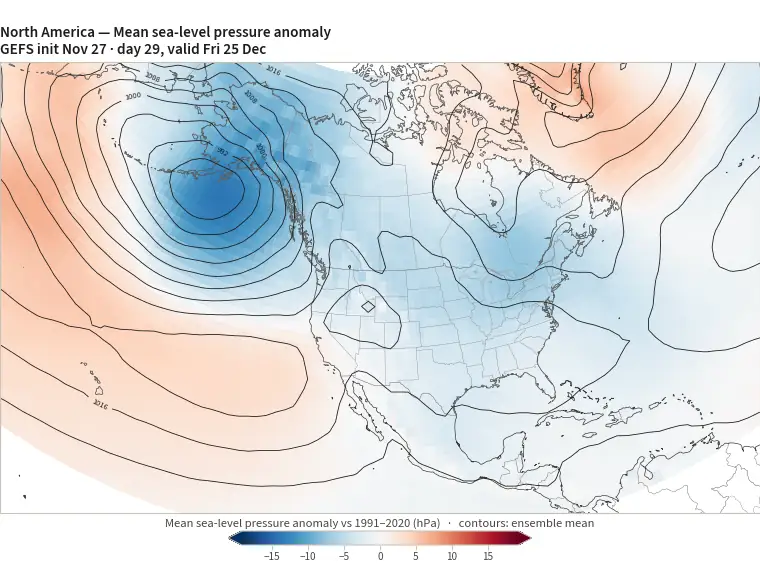 North America — Mean sea-level pressure anomaly
GEFS init Nov 27 · day 29, valid Fri 25 Dec
1016
1008
1008
1000
992
1016
Mean sea-level pressure anomaly vs 1991–2020 (hPa)   ·   contours: ensemble mean
−15 −10 −5 0 5 10 15